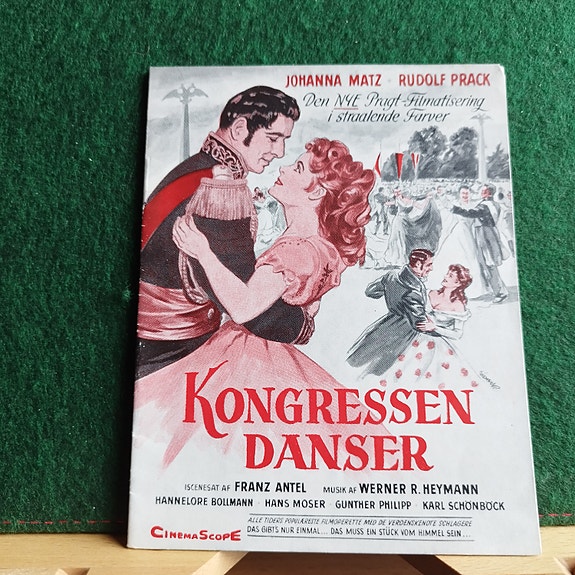 JOHANNA MATZ · RUDOLF PRACK
Den NYE Pragt-Filmatisering
i straalende Farver
KONGRESSEN
DANSER
ISCENESAT AF FRANZ ANTEL MUSIK AF WERNER R. HEYMANN
HANNELORE BOLLMANN · HANS MOSER · GUNTHER PHILIPP · KARL SCHÖNBÖCK
CINEMASCOPE
ALLE TIDERS POPULÆRESTE FILMOPERETTE MED DE VERDENSKENDTE SCHLAGERE
DAS GIBTS NUR EINMAL... DAS MUSS EIN STÜCK VOM HIMMEL SEIN...